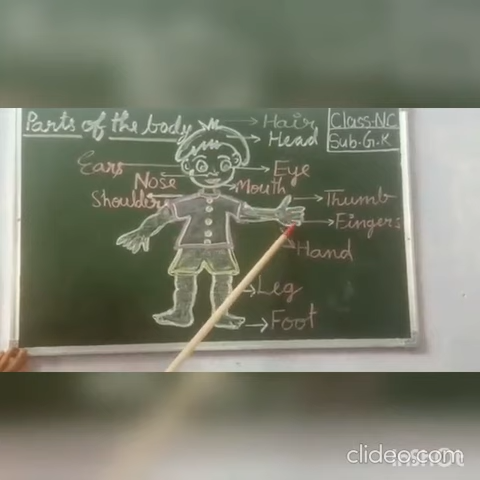 Parts of the body
Hair
Class-NC
Head
Sub-G.K
Ears
Eye
Nose
Mouth
Shoulder
Thumb
Fingers
Hand
Leg
Foot
clideo.com